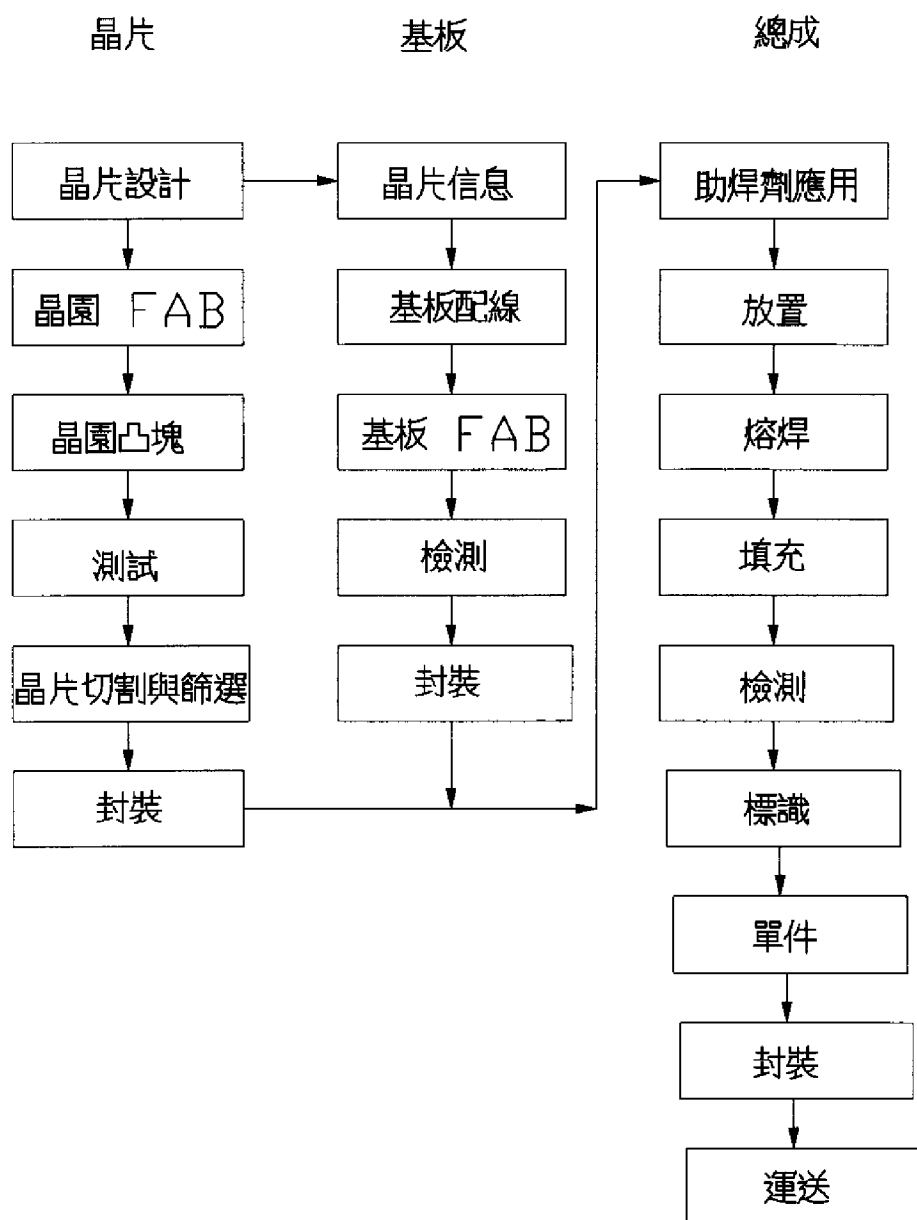 晶片
基板
總成
晶片設計
晶片信息
助焊劑應用
晶園 FAB
基板配線
放置
晶園凸塊
基板 FAB
熔焊
測試
檢測
填充
晶片切割與篩選
封裝
檢測
封裝
標識
單件
封裝
運送